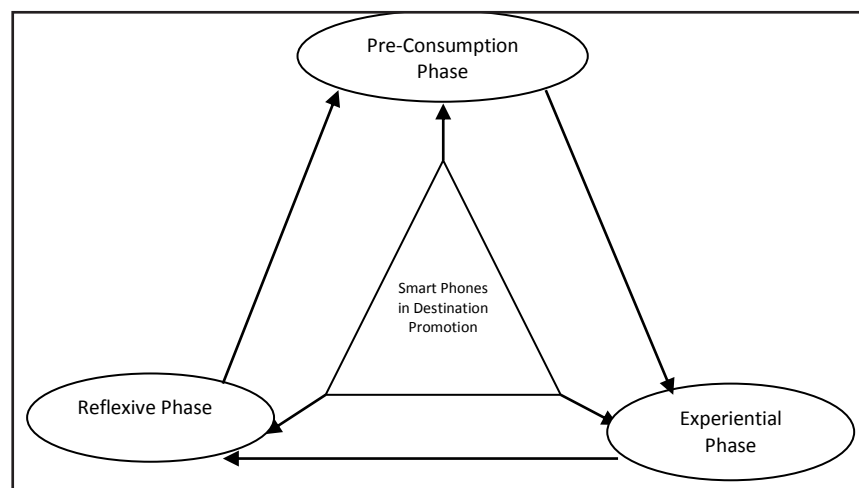 Pre-Consumption
Phase
Smart Phones
in Destination
Promotion
Reflexive Phase
Experiential
Phase